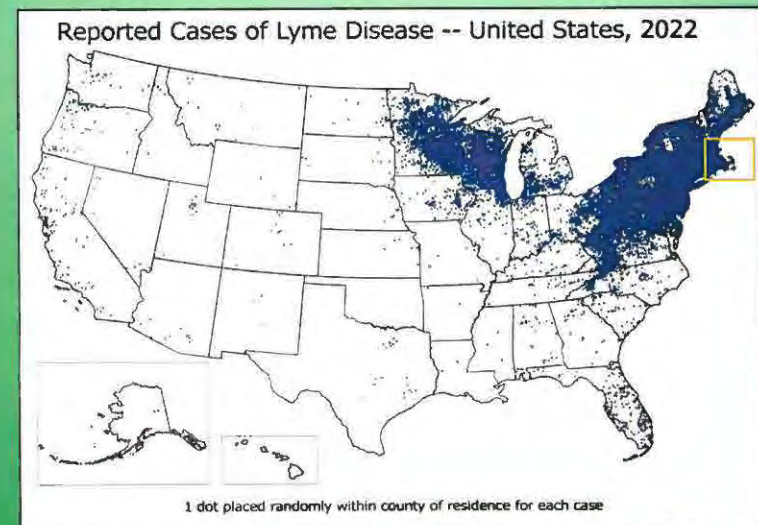 Reported Cases of Lyme Disease -- United States, 2022
1 dot placed randomly within county of residence for each case